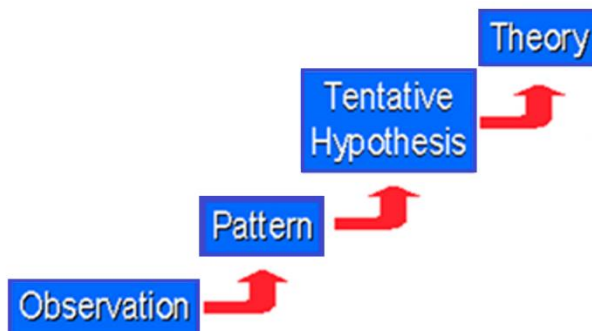 Theory
Tentative
Hypothesis
Pattern
Observation